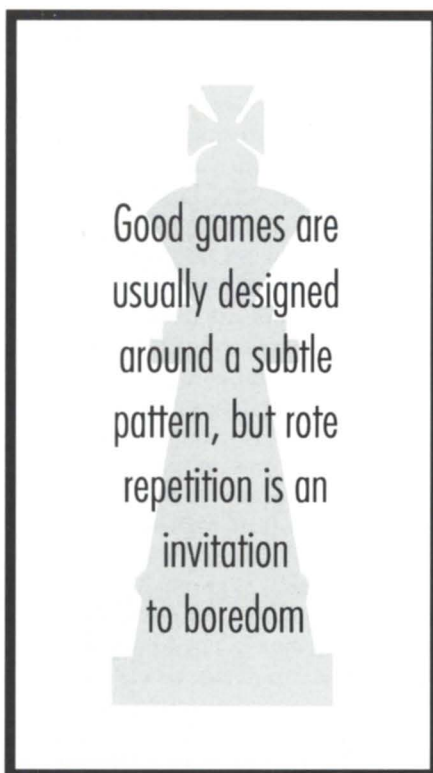 Good games are
usually designed
around a subtle
pattern, but rote
repetition is an
invitation
to boredom